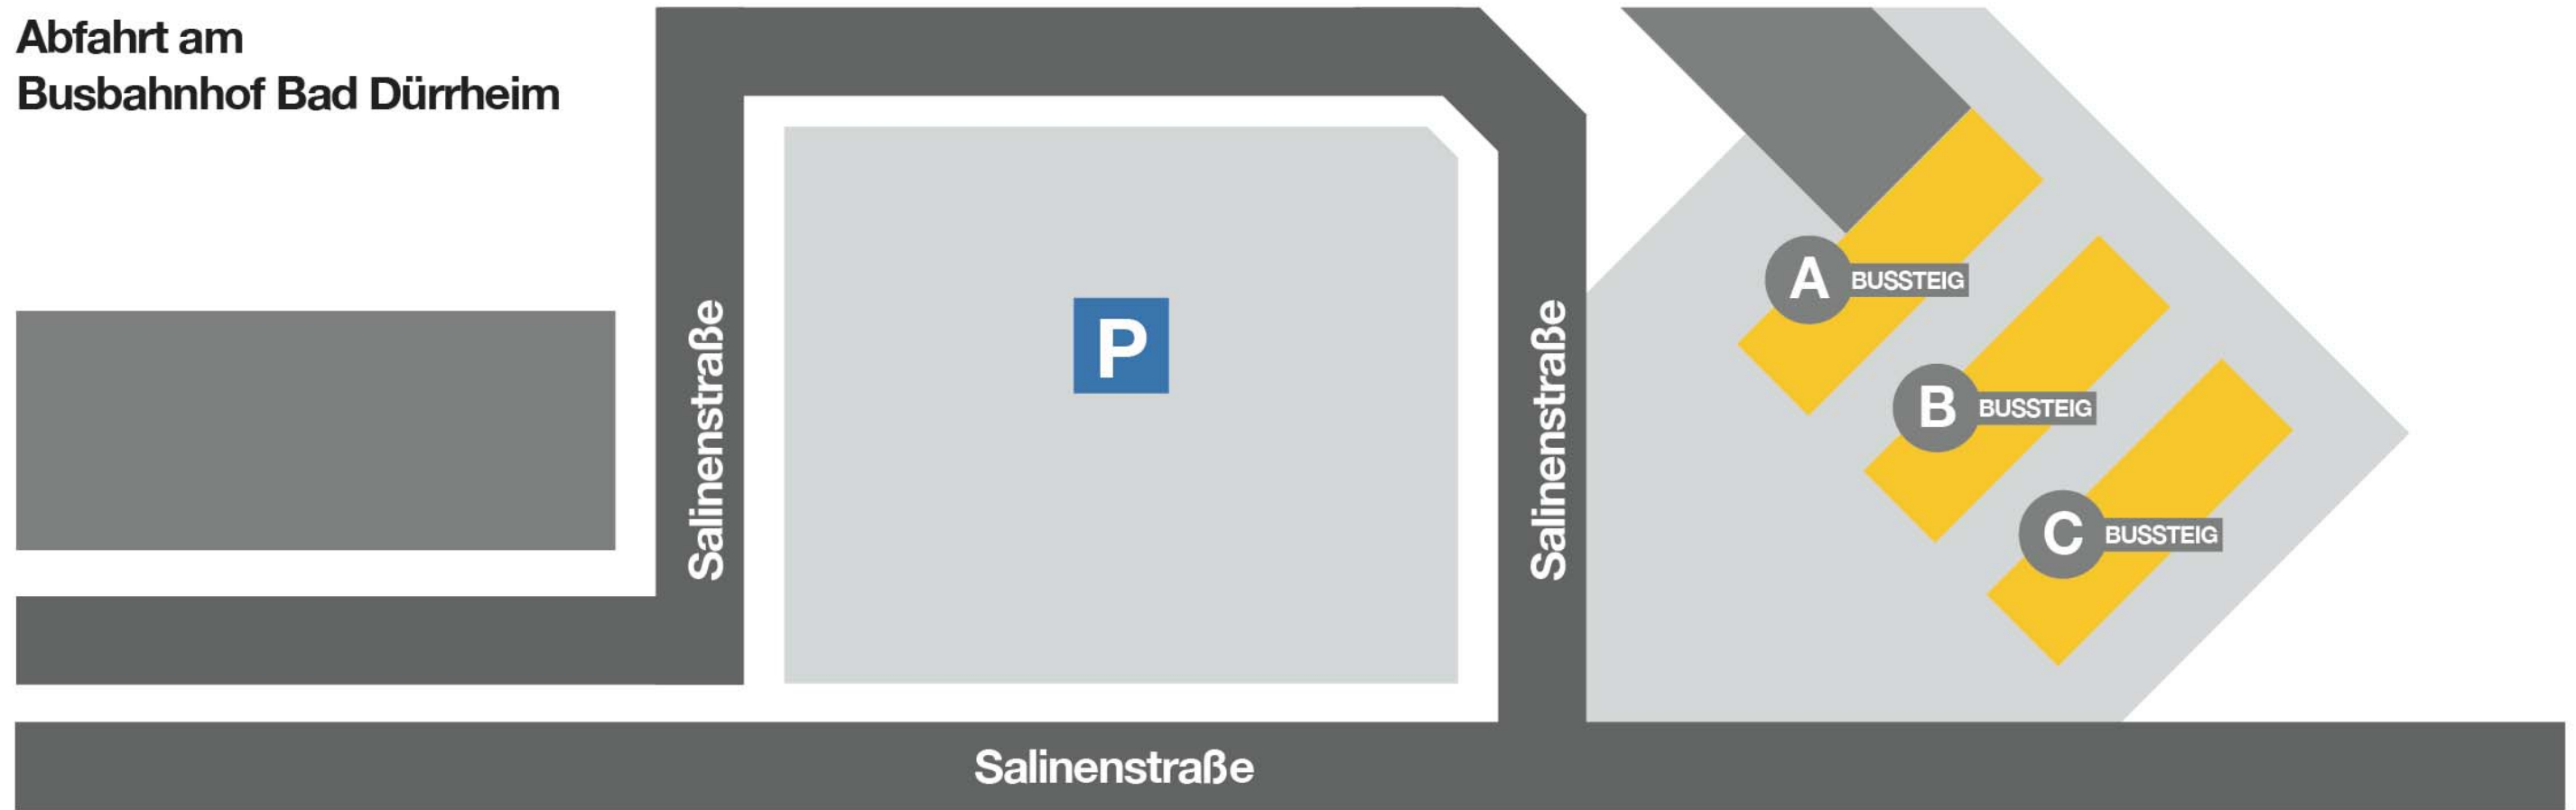 Abfahrt am
Busbahnhof Bad Dürrheim
Salinenstraße
P
Salinenstraße
A BUSSTEIG
B BUSSTEIG
C BUSSTEIG
Salinenstraße